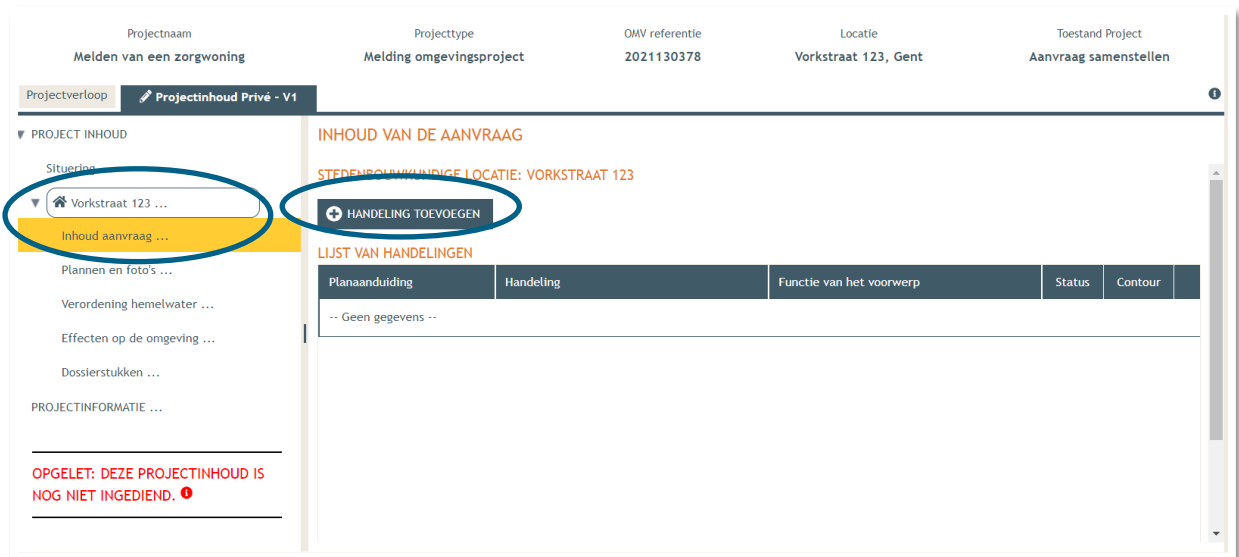 Projectnaam
Projecttype
OMV referentie
Locatie
Toestand Project
Melden van een zorgwoning
Melding omgevingsproject
2021130378
Vorkstraat 123, Gent
Aanvraag samenstellen
Projectverloop
Projectinhoud Privé - V1
PROJECT INHOUD
Situering
Vorkstraat 123 ...
Inhoud aanvraag ...
Plannen en foto's ...
Verordening hemelwater ...
Effecten op de omgeving ...
Dossierstukken ...
PROJECTINFORMATIE ...
OPGELET: DEZE PROJECTINHOUD IS
NOG NIET INGEDIEND.
INHOUD VAN DE AANVRAAG
STEDENBOUWKUNDIGE LOCATIE: VORKSTRAAT 123
HANDELING TOEVOEGEN
LIJST VAN HANDELINGEN
Planaanduiding
Handeling
Functie van het voorwerp
Status
Contour
-- Geen gegevens --